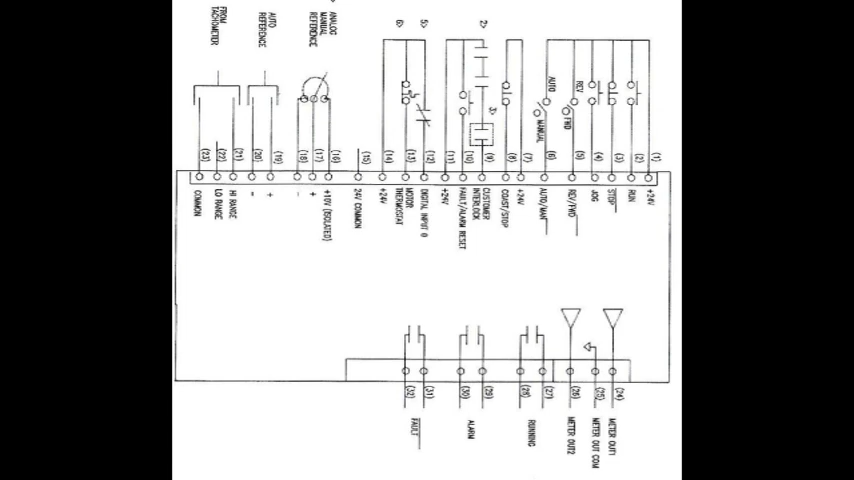 (1) +24V
(2) RUN
(3) STOP
(4) JOG
(5) REV/FWD
REV
FWD
(6) AUTO/MAN
AUTO
MANUAL
(7) +24V
(8) COAST/STOP
2>
3>
(9) CUSTOMER
INTERLOCK
(10) FAULT/ALARM RESET
(11) +24V
5>
(12) DIGITAL INPUT 0
6>
(13) MOTOR
THERMOSTAT
(14) +24V
(15) 24V COMMON
ANALOG
MANUAL
REFERENCE
(16) +10V (ISOLATED)
(17) +
(18) -
AUTO
REFERENCE
(19) +
(20) -
FROM
TACHOMETER
(21) HI RANGE
(22) LO RANGE
(23) COMMON
(24) METER OUT1
(25) METER OUT COM
(26) METER OUT2
(27)
RUNNING
(28)
(29)
ALARM
(30)
(31)
FAULT
(32)